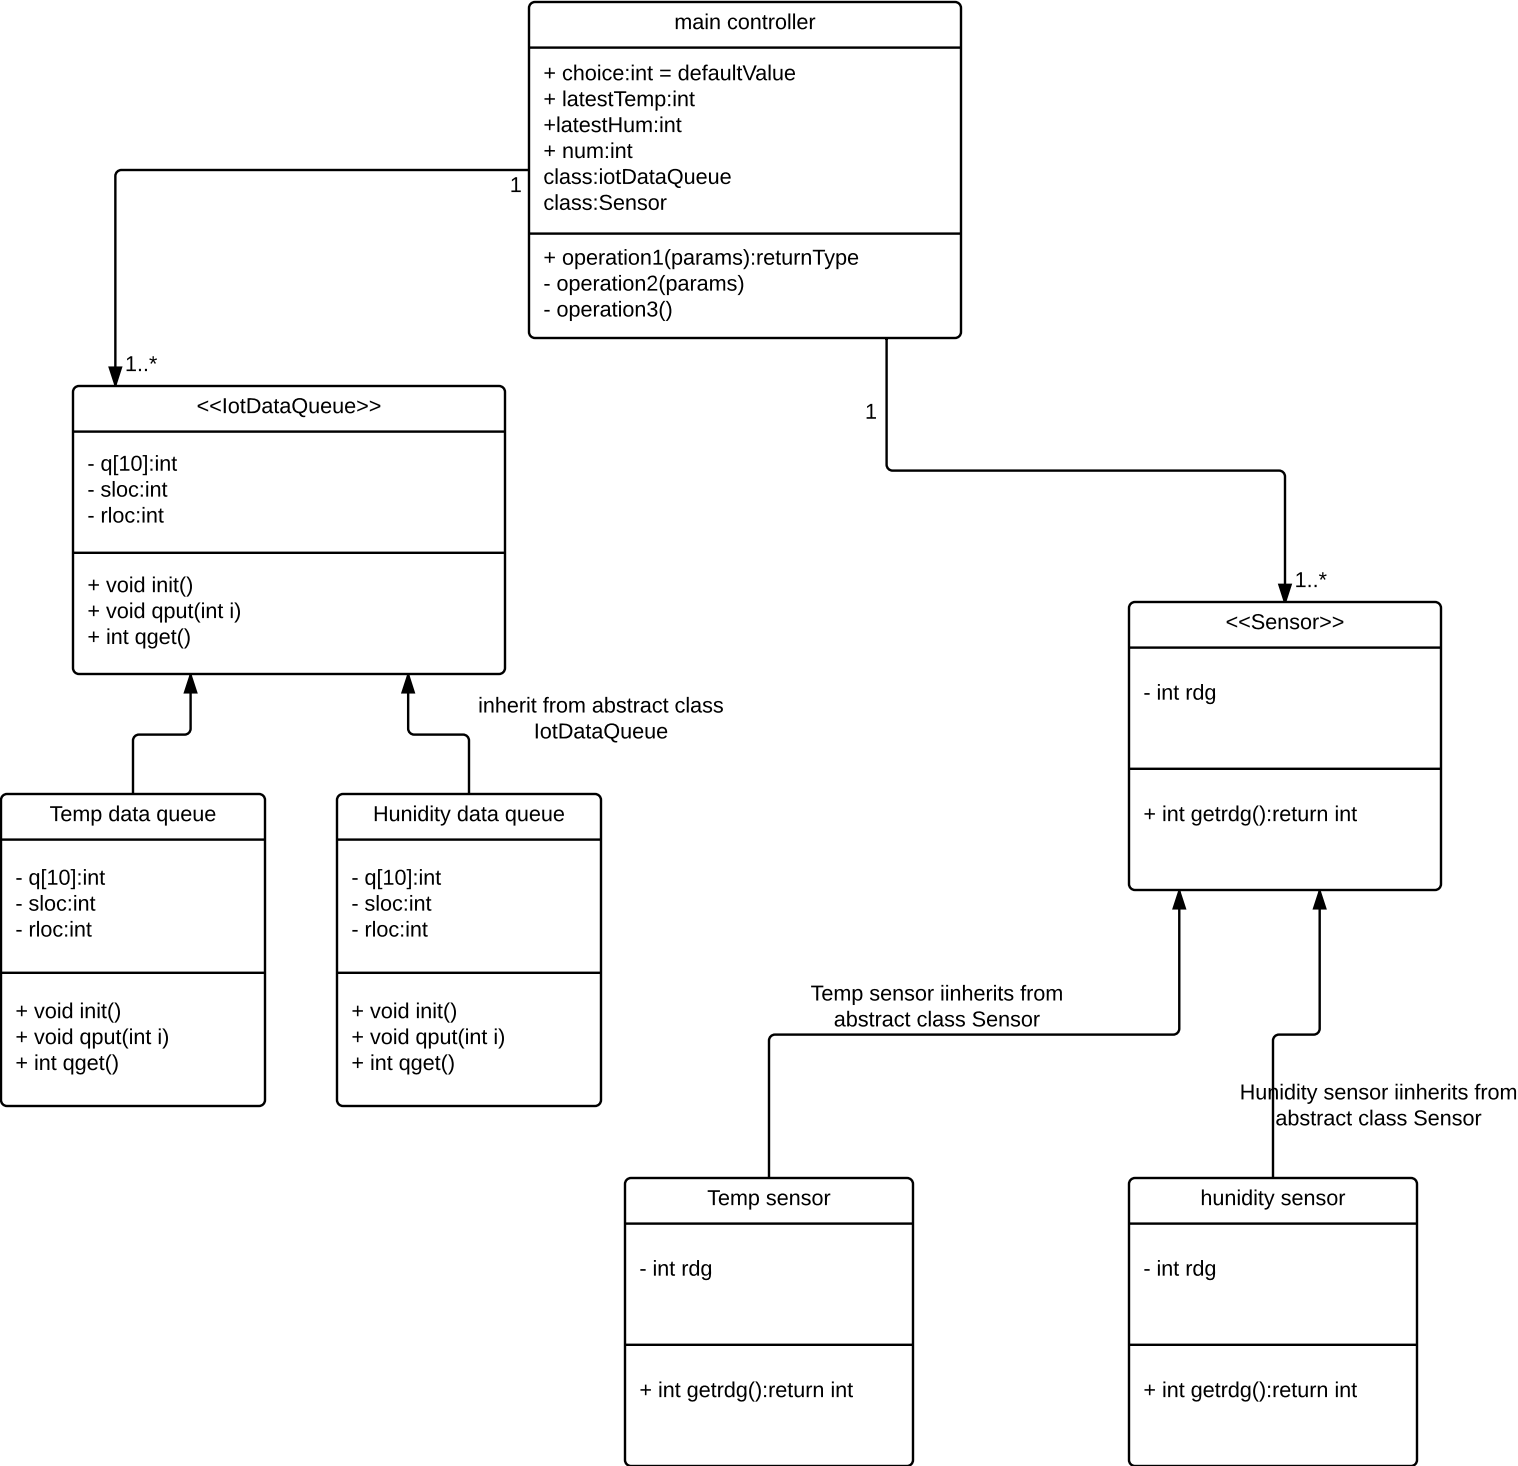 main controller
+ choice:int = defaultValue
+ latestTemp:int
+latestHum:int
+ num:int
class:iotDataQueue
class:Sensor
+ operation1(params):returnType
- operation2(params)
- operation3()
1
1..*
1
1..*
<<IotDataQueue>>
- q[10]:int
- sloc:int
- rloc:int
+ void init()
+ void qput(int i)
+ int qget()
<<Sensor>>
- int rdg
+ int getrdg():return int
inherit from abstract class
IotDataQueue
Temp data queue
- q[10]:int
- sloc:int
- rloc:int
+ void init()
+ void qput(int i)
+ int qget()
Hunidity data queue
- q[10]:int
- sloc:int
- rloc:int
+ void init()
+ void qput(int i)
+ int qget()
Temp sensor iinherits from
abstract class Sensor
Hunidity sensor iinherits from
abstract class Sensor
Temp sensor
- int rdg
+ int getrdg():return int
hunidity sensor
- int rdg
+ int getrdg():return int